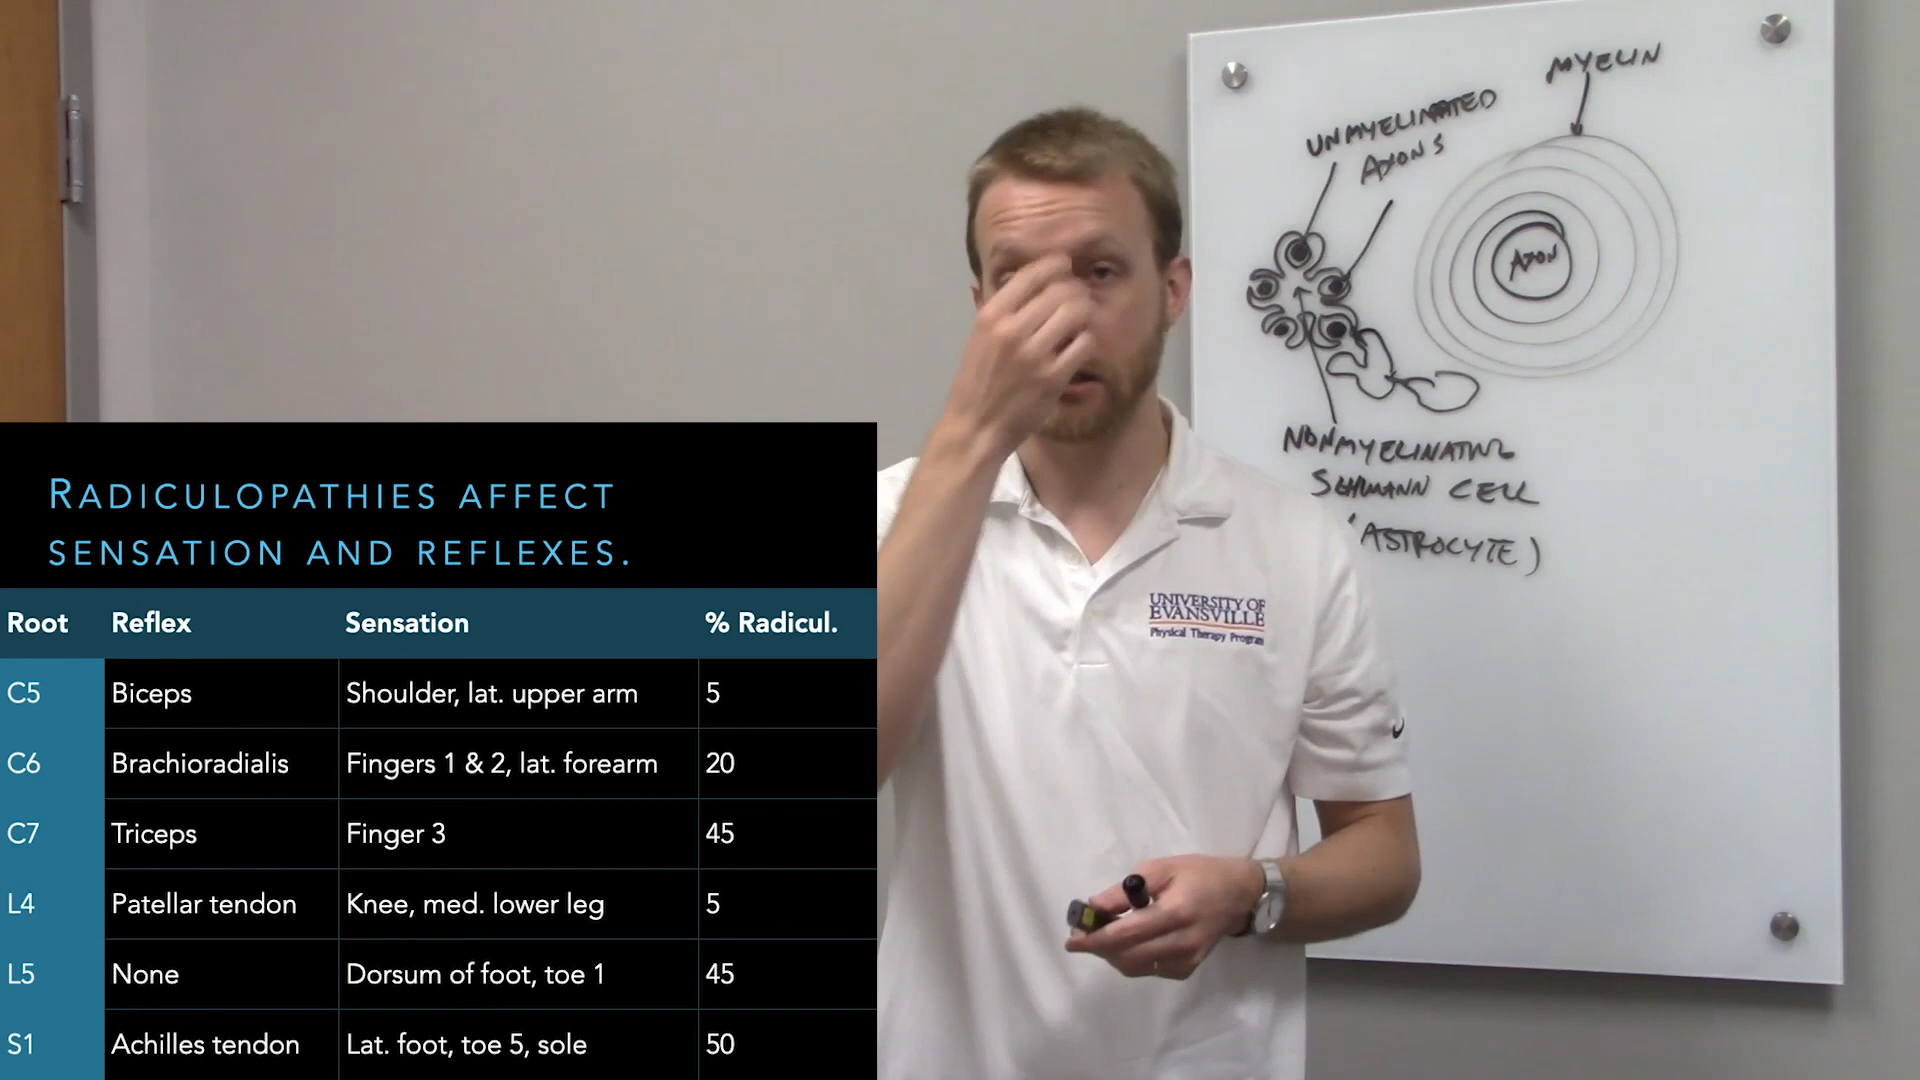 RADICULOPATHIES AFFECT
SENSATION AND REFLEXES.
Root Reflex Sensation % Radicul.
C5 Biceps Shoulder, lat. upper arm 5
C6 Brachioradialis Fingers 1 & 2, lat. forearm 20
C7 Triceps Finger 3 45
L4 Patellar tendon Knee, med. lower leg 5
L5 None Dorsum of foot, toe 1 45
S1 Achilles tendon Lat. foot, toe 5, sole 50
UNIVERSITY OF
EVANSVILLE
Physical Therapy Program
MYELIN
UNMYELINATED
AXONS
AXON
NONMYELINATING
SCHWANN CELL
(ASTROCYTE)